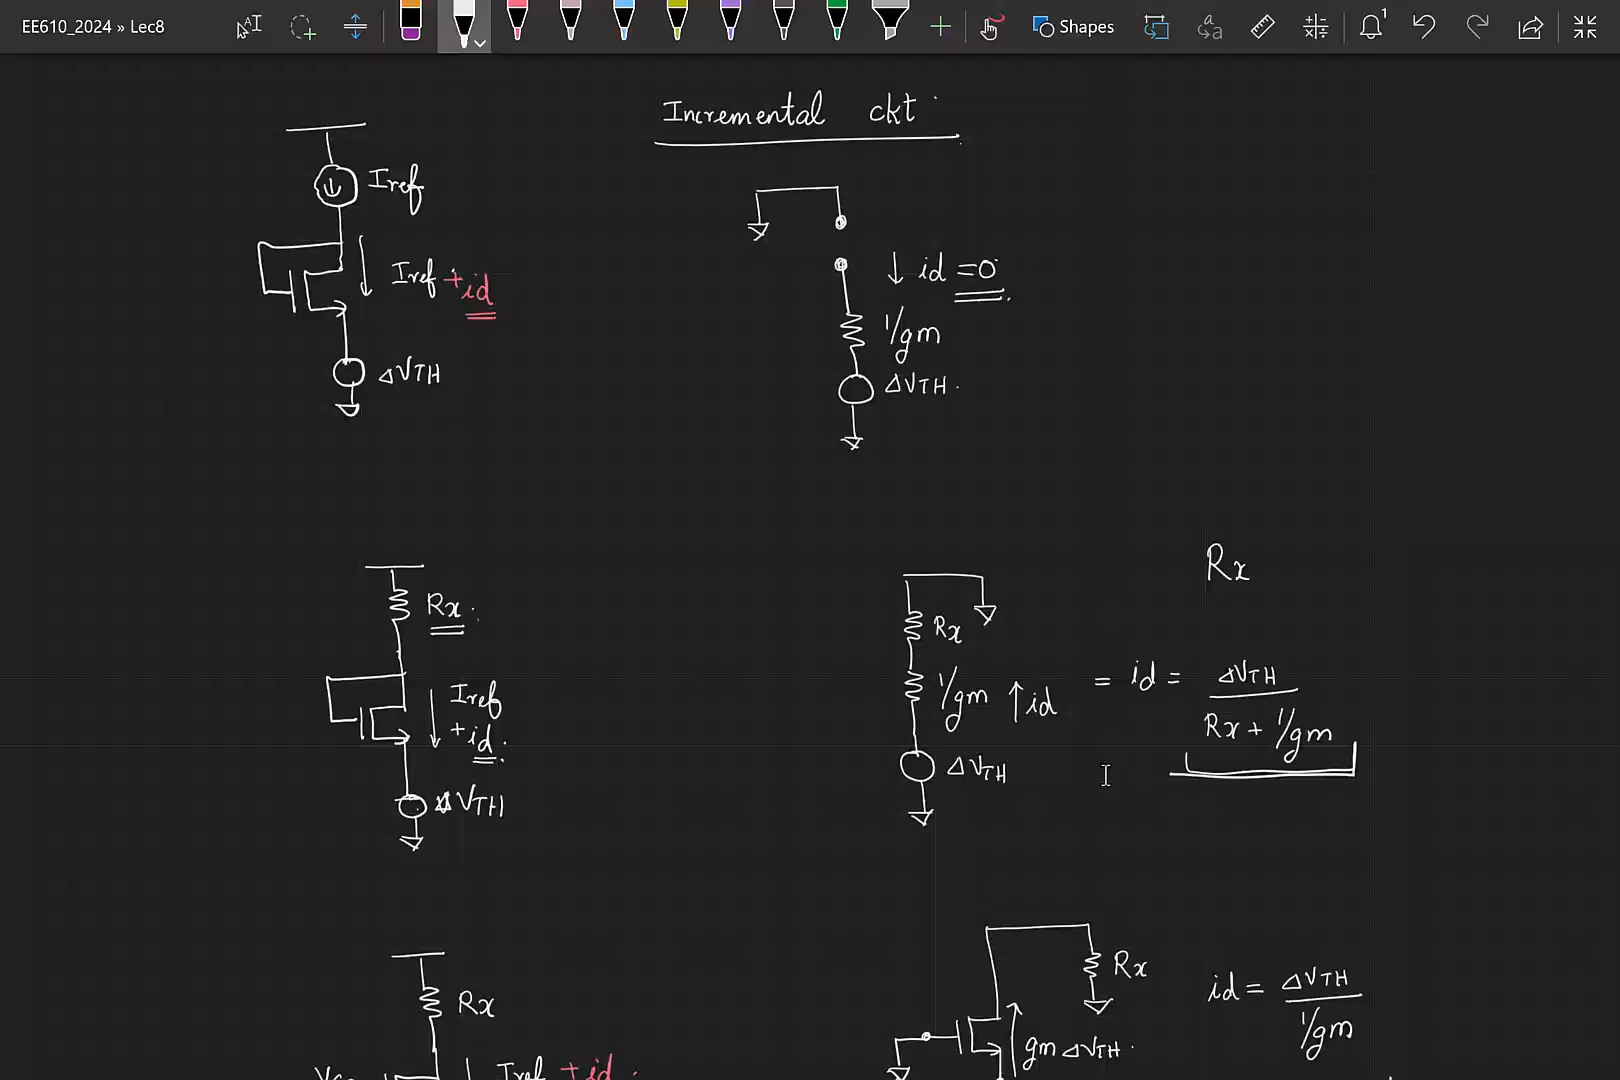 EE610_2024 » Lec8
Shapes
Incremental ckt
Iref
Iref + id
ΔVTH
↓ id = 0
1/gm
ΔVTH
Rx
Rx
Iref
+ id
ΔVTH
Rx
1/gm ↑ id
ΔVTH
= id = ΔVTH
Rx + 1/gm
Rx
Iref + id
Rx
gm ΔVTH
id = ΔVTH
1/gm